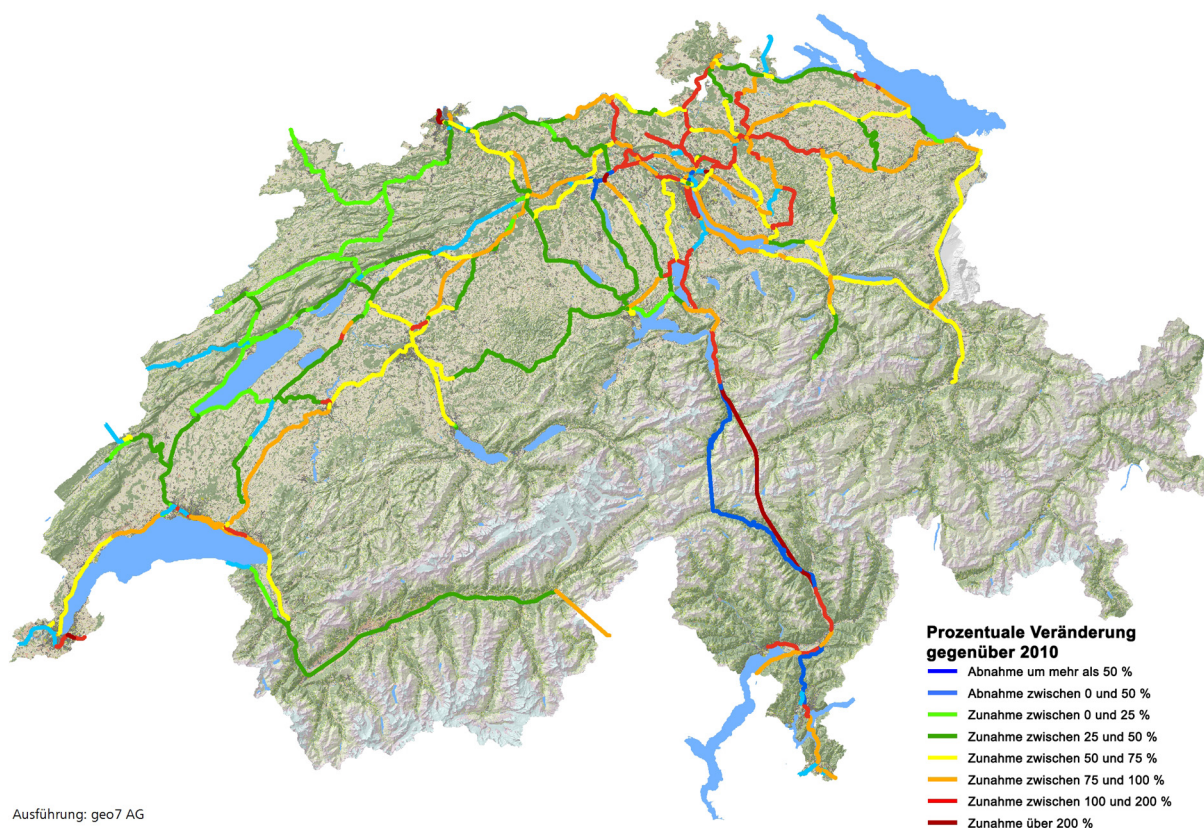 Prozentuale Veränderung
gegenüber 2010
Abnahme um mehr als 50 %
Abnahme zwischen 0 und 50 %
Zunahme zwischen 0 und 25 %
Zunahme zwischen 25 und 50 %
Zunahme zwischen 50 und 75 %
Zunahme zwischen 75 und 100 %
Zunahme zwischen 100 und 200 %
Zunahme über 200 %
Ausführung: geo7 AG